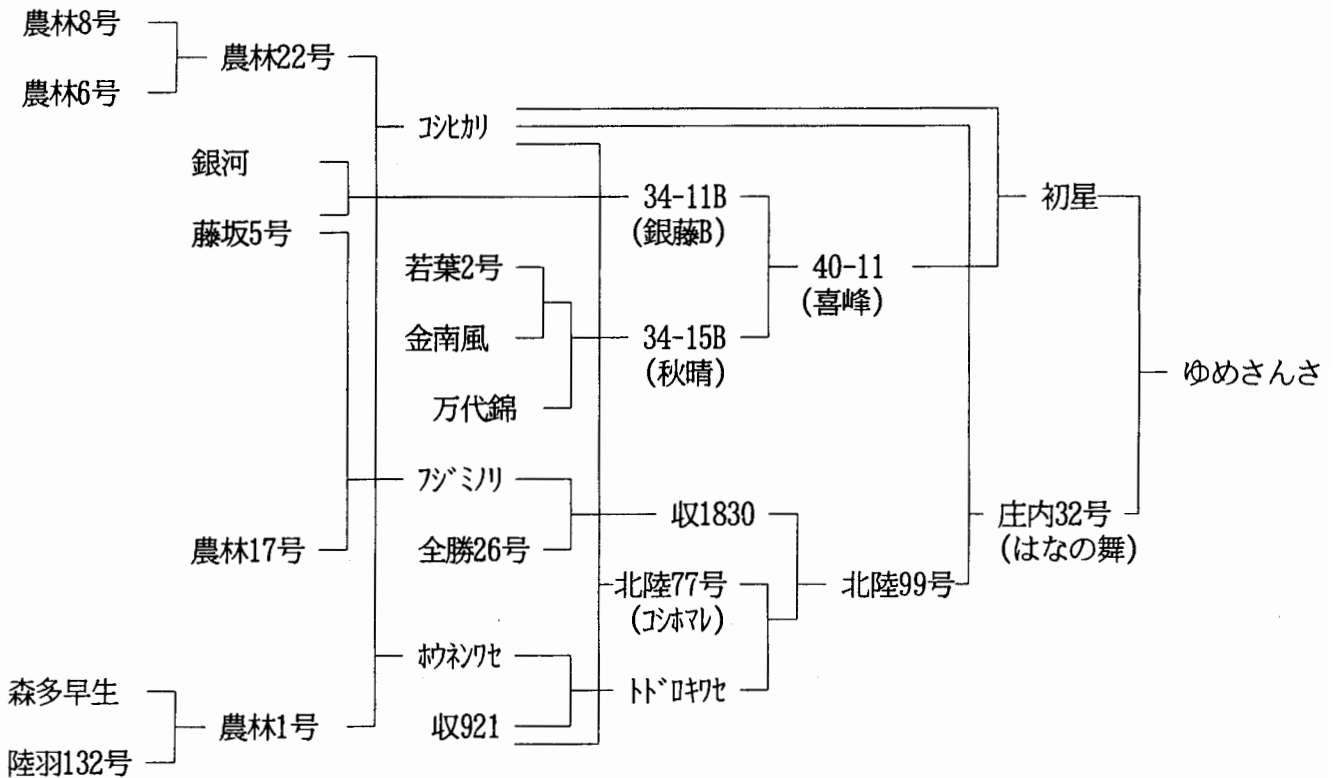 農林8号
農林22号
農林6号
コシヒカリ
銀河
34-11B
(銀藤B)
初星
藤坂5号
若葉2号
40-11
(喜峰)
金南風
34-15B
(秋晴)
ゆめさんさ
万代錦
フジミノリ
収1830
庄内32号
(はなの舞)
農林17号
全勝26号
北陸77号
(コシホマレ)
北陸99号
ホウネンワセ
森多早生
トドロキワセ
農林1号
収921
陸羽132号